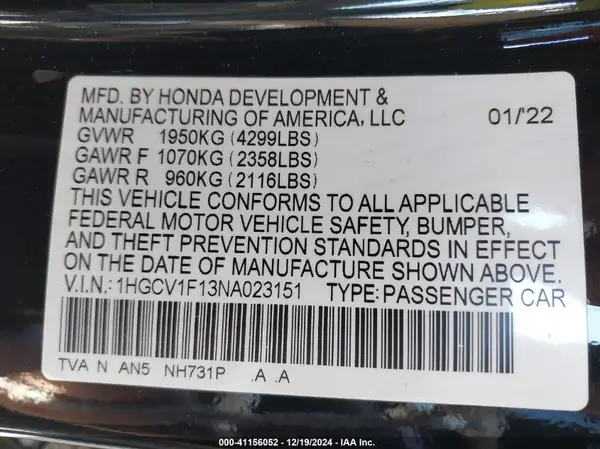 MFD. BY HONDA DEVELOPMENT &
MANUFACTURING OF AMERICA, LLC 01/'22
GVWR 1950KG (4299LBS)
GAWR F 1070KG (2358LBS)
GAWR R 960KG (2116LBS)
THIS VEHICLE CONFORMS TO ALL APPLICABLE
FEDERAL MOTOR VEHICLE SAFETY, BUMPER,
AND THEFT PREVENTION STANDARDS IN EFFECT
ON THE DATE OF MANUFACTURE SHOWN ABOVE.
V.I.N.: 1HGCV1F13NA023151 TYPE: PASSENGER CAR
TVA N AN5 NH731P .A .A
000-41156052 - 12/19/2024 - IAA Inc.